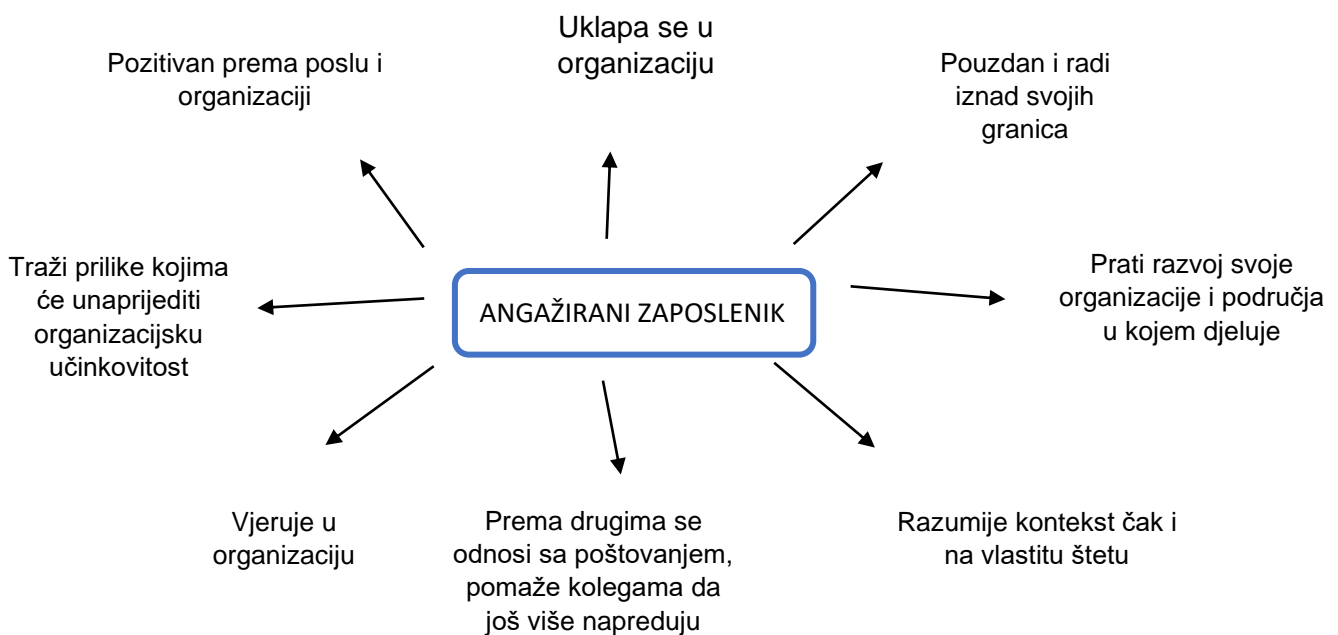 Uklapa se u
organizaciju
Pozitivan prema poslu i
organizaciji
Pouzdan i radi
iznad svojih
granica
Traži prilike kojima
će unaprijediti
organizacijsku
učinkovitost
ANGAŽIRANI ZAPOSLENIK
Prati razvoj svoje
organizacije i područja
u kojem djeluje
Vjeruje u
organizaciju
Prema drugima se
odnosi sa poštovanjem,
pomaže kolegama da
još više napreduju
Razumije kontekst čak i
na vlastitu štetu